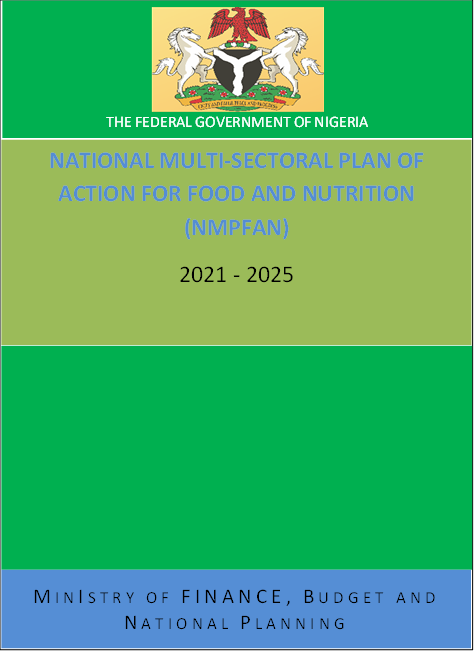 THE FEDERAL GOVERNMENT OF NIGERIA
NATIONAL MULTI-SECTORAL PLAN OF
ACTION FOR FOOD AND NUTRITION
(NMPFAN)
2021 - 2025
MINISTRY OF FINANCE, BUDGET AND
NATIONAL PLANNING